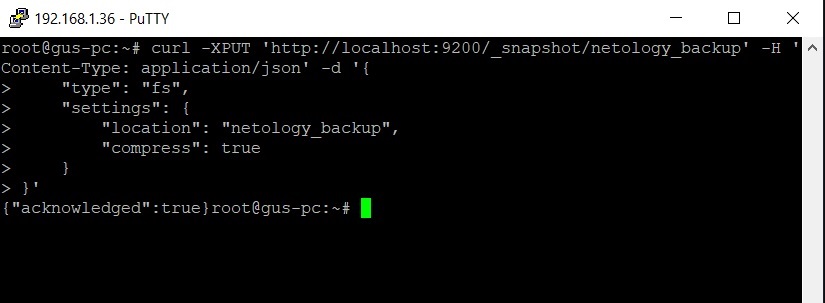 192.168.1.36 - PuTTY
root@gus-pc:~# curl -XPUT 'http://localhost:9200/_snapshot/netology_backup' -H '
Content-Type: application/json' -d '{
>     "type": "fs",
>     "settings": {
>         "location": "netology_backup",
>         "compress": true
>     }
> }'
{"acknowledged":true}root@gus-pc:~#